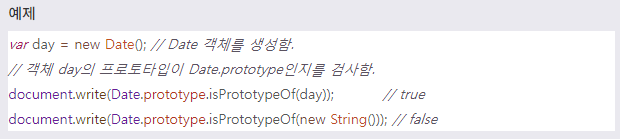 예제
var day = new Date(); // Date 객체를 생성함.
// 객체 day의 프로토타입이 Date.prototype인지를 검사함.
document.write(Date.prototype.isPrototypeOf(day)); // true
document.write(Date.prototype.isPrototypeOf(new String())); // false